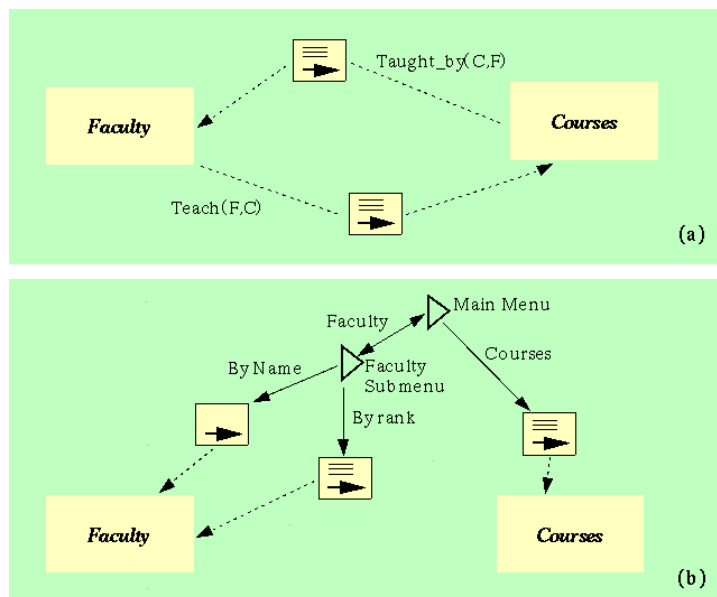 Taught_by(C,F)
Faculty
Courses
Teach(F,C)
(a)
Main Menu
Faculty
Courses
By Name
Faculty
Submenu
By rank
Faculty
Courses
(b)